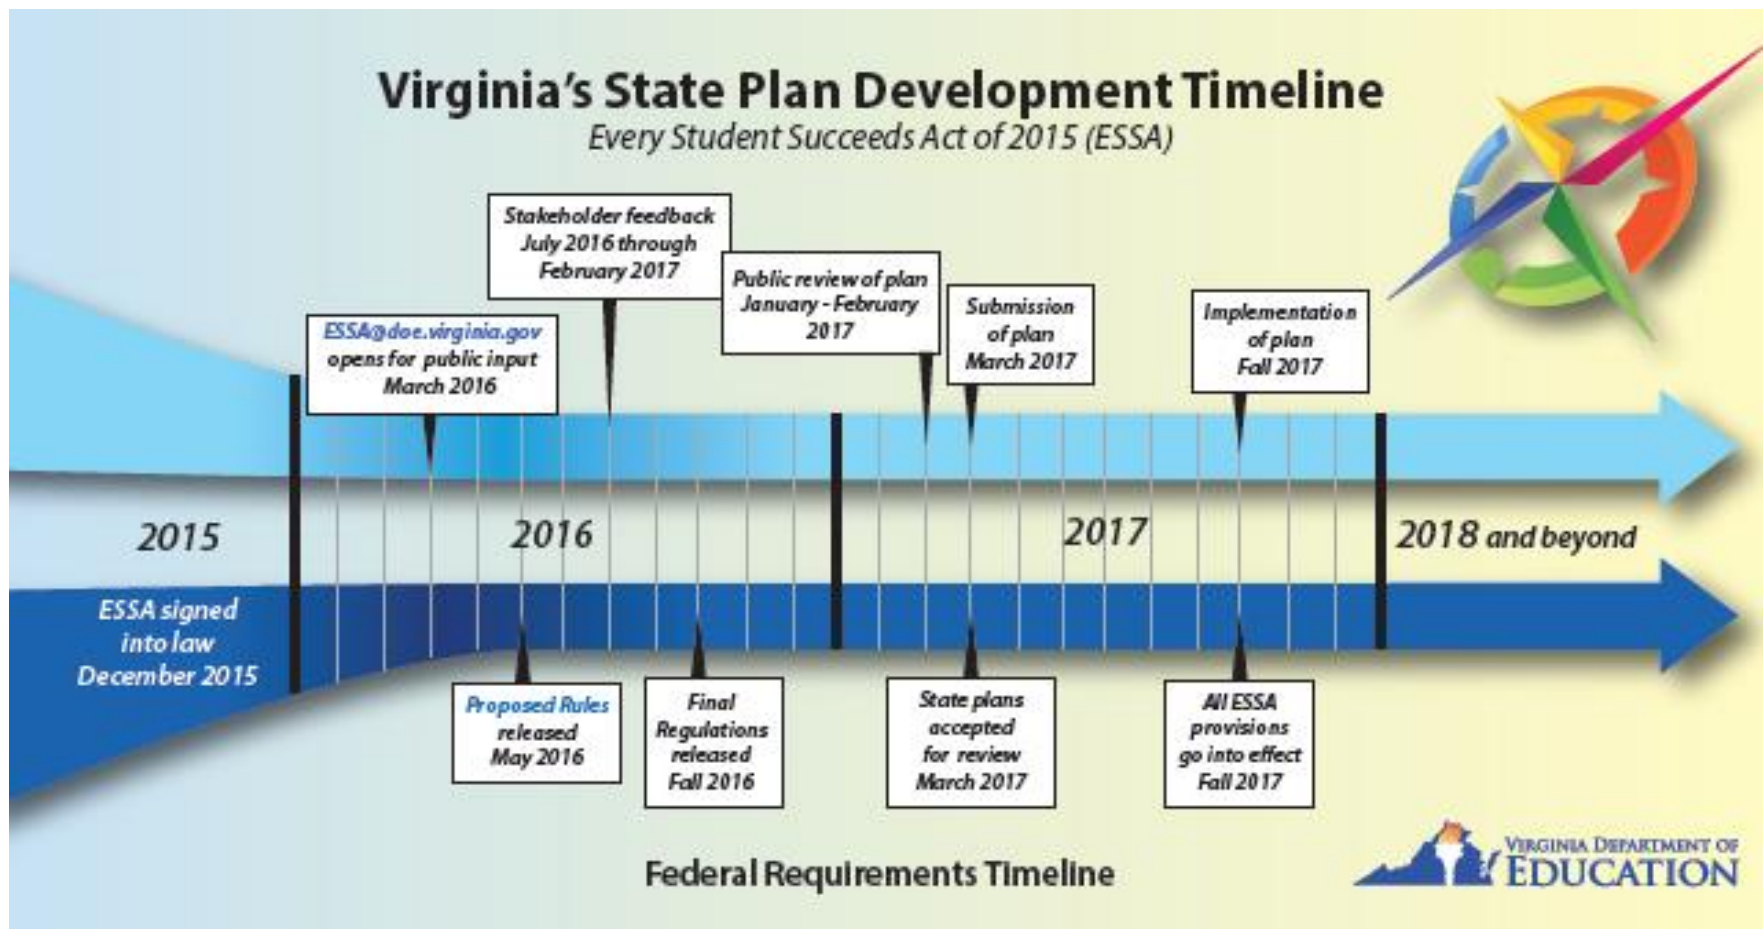 Virginia's State Plan Development Timeline
Every Student Succeeds Act of 2015 (ESSA)
Stakeholder feedback
July 2016 through
February 2017
Public review of plan
January - February
2017
Submission
of plan
March 2017
Implementation
of plan
Fall 2017
ESSA@doe.virginia.gov
opens for public input
March 2016
2015
2016
2017
2018 and beyond
ESSA signed
into law
December 2015
Proposed Rules
released
May 2016
Final
Regulations
released
Fall 2016
State plans
accepted
for review
March 2017
All ESSA
provisions
go into effect
Fall 2017
Federal Requirements Timeline
VIRGINIA DEPARTMENT OF
EDUCATION